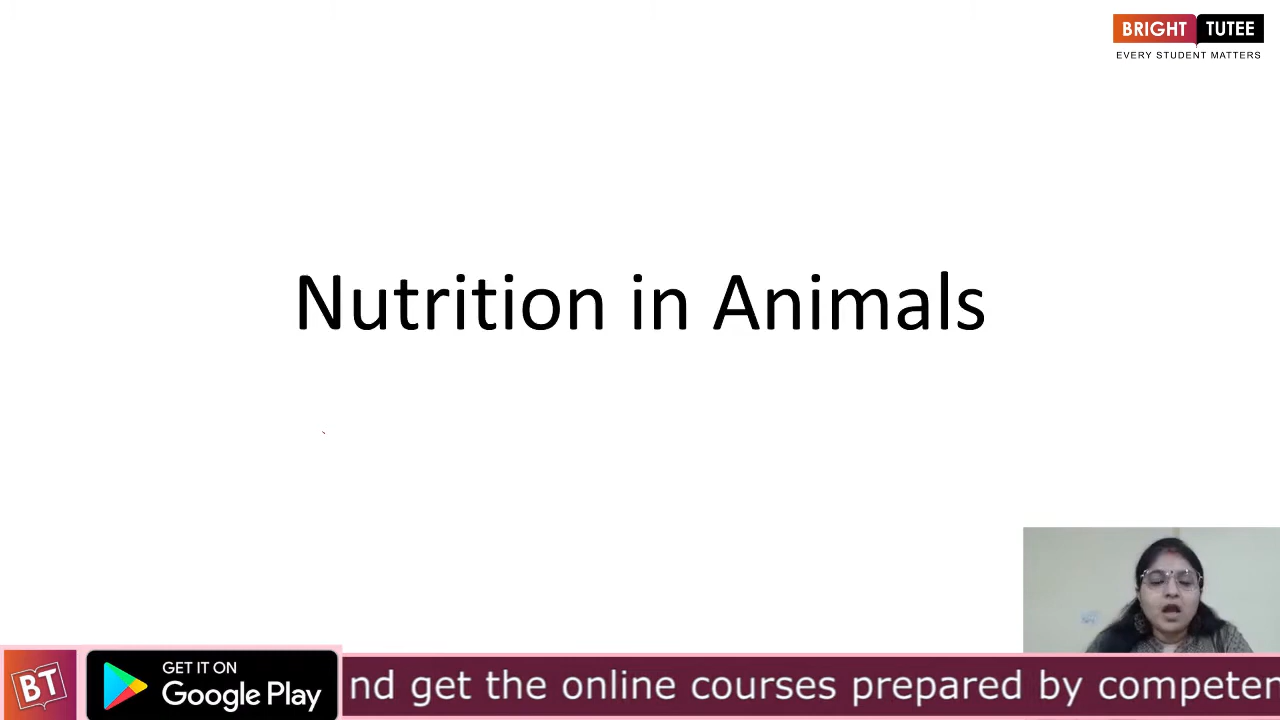 BRIGHT TUTEE
EVERY STUDENT MATTERS
Nutrition in Animals
BT
GET IT ON
Google Play
nd get the online courses prepared by competen